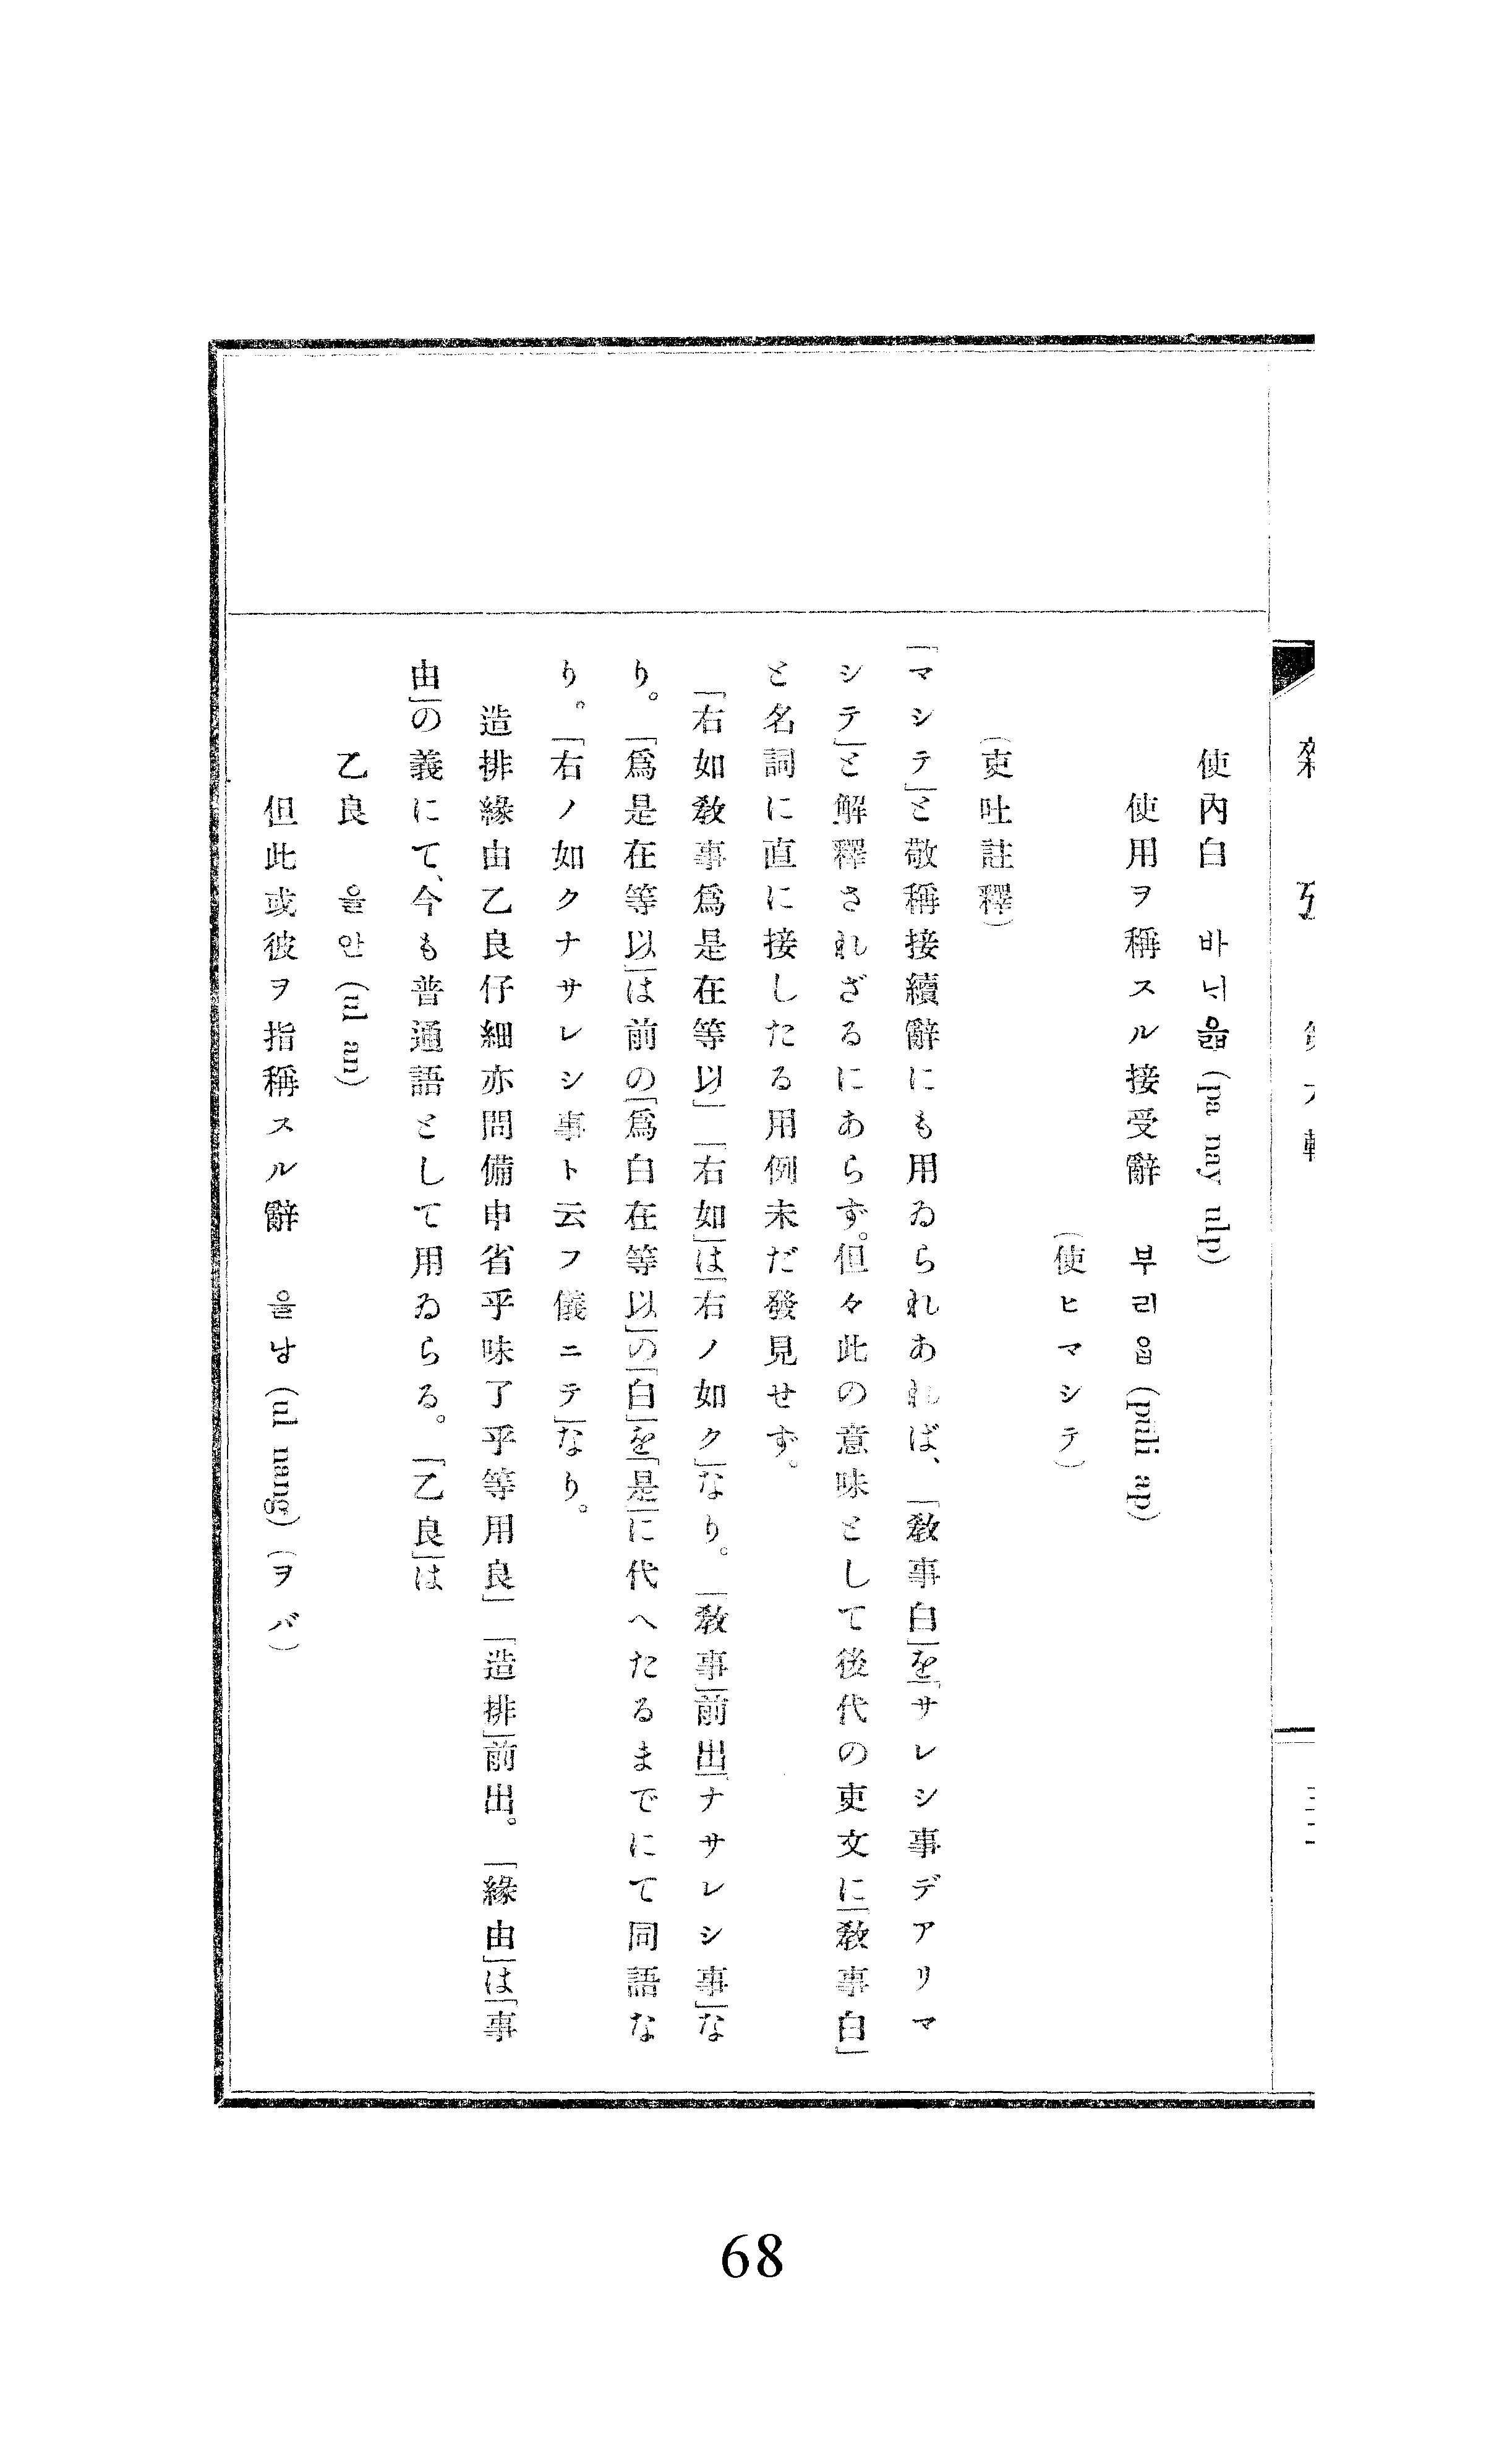 使內白　바ᄂᆡᄉᆞᆲ (pa nay ulp)
使用ヲ稱スル接受辭　부리읍 (puli up)
(使ヒマシテ)
(吏吐註釋)
「マシテ」と敬稱接續辭にも用ゐられあれば、「敎事白」を「サレシ事デアリマ
シテ」と解釋されざるにあらず。但々此の意味として後代の吏文に「敎事白」
と名詞に直に接したる用例未だ發見せず。
「右如敎事爲是在等以」「右如」は「右ノ如ク」なり。「敎事」前出「ナサレシ事」な
り。「爲是在等以」は前の「爲白在等以」の「白」を「是」に代へたるまでにて同語な
り。「右ノ如クナサレシ事ト云フ儀ニテ」なり。
造排緣由乙良仔細亦問備申省乎味了乎等用良」「造排」前出。「緣由」は「事
由」の義にて、今も普通語として用ゐらる。「乙良」は
乙良　을안 (ul an)
但此或彼ヲ指稱スル辭　을낭 (ul nang) (ヲバ)
68